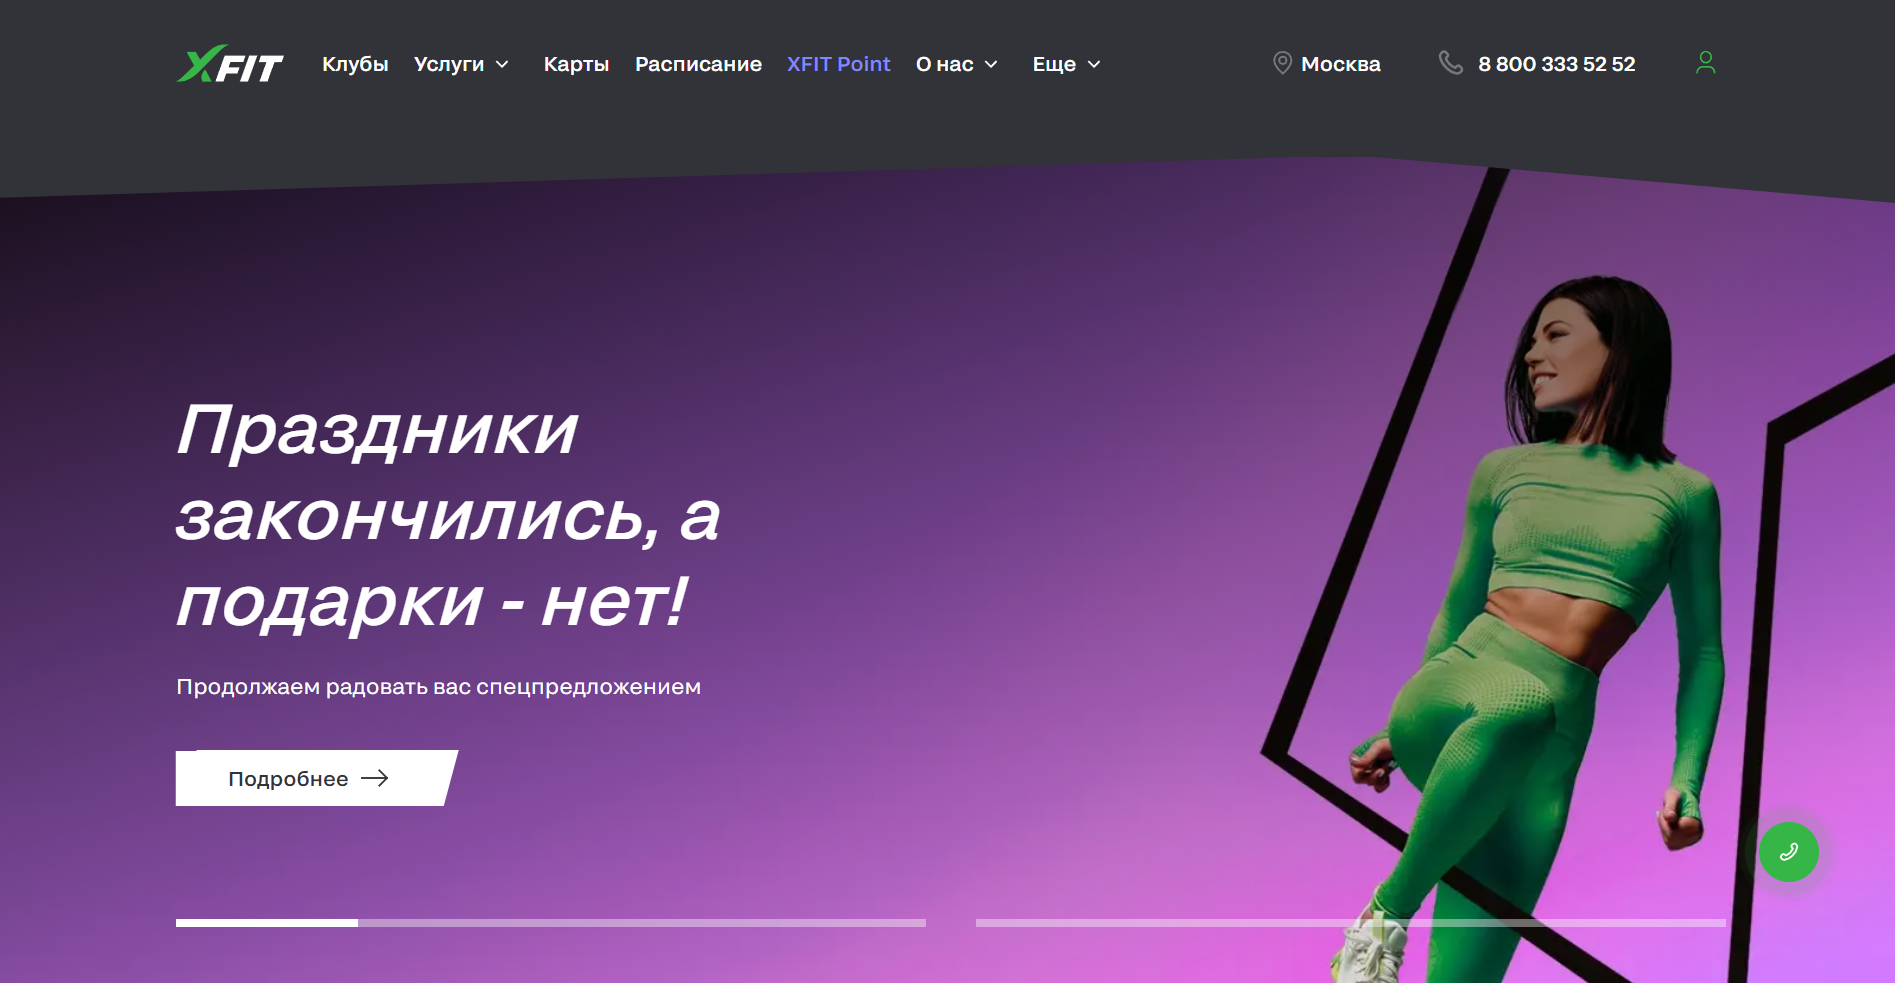 XFIT Клубы Услуги Карты Расписание XFIT Point О нас Еще Москва 8 800 333 52 52
Праздники
закончились, а
подарки - нет!
Продолжаем радовать вас спецпредложением
Подробнее